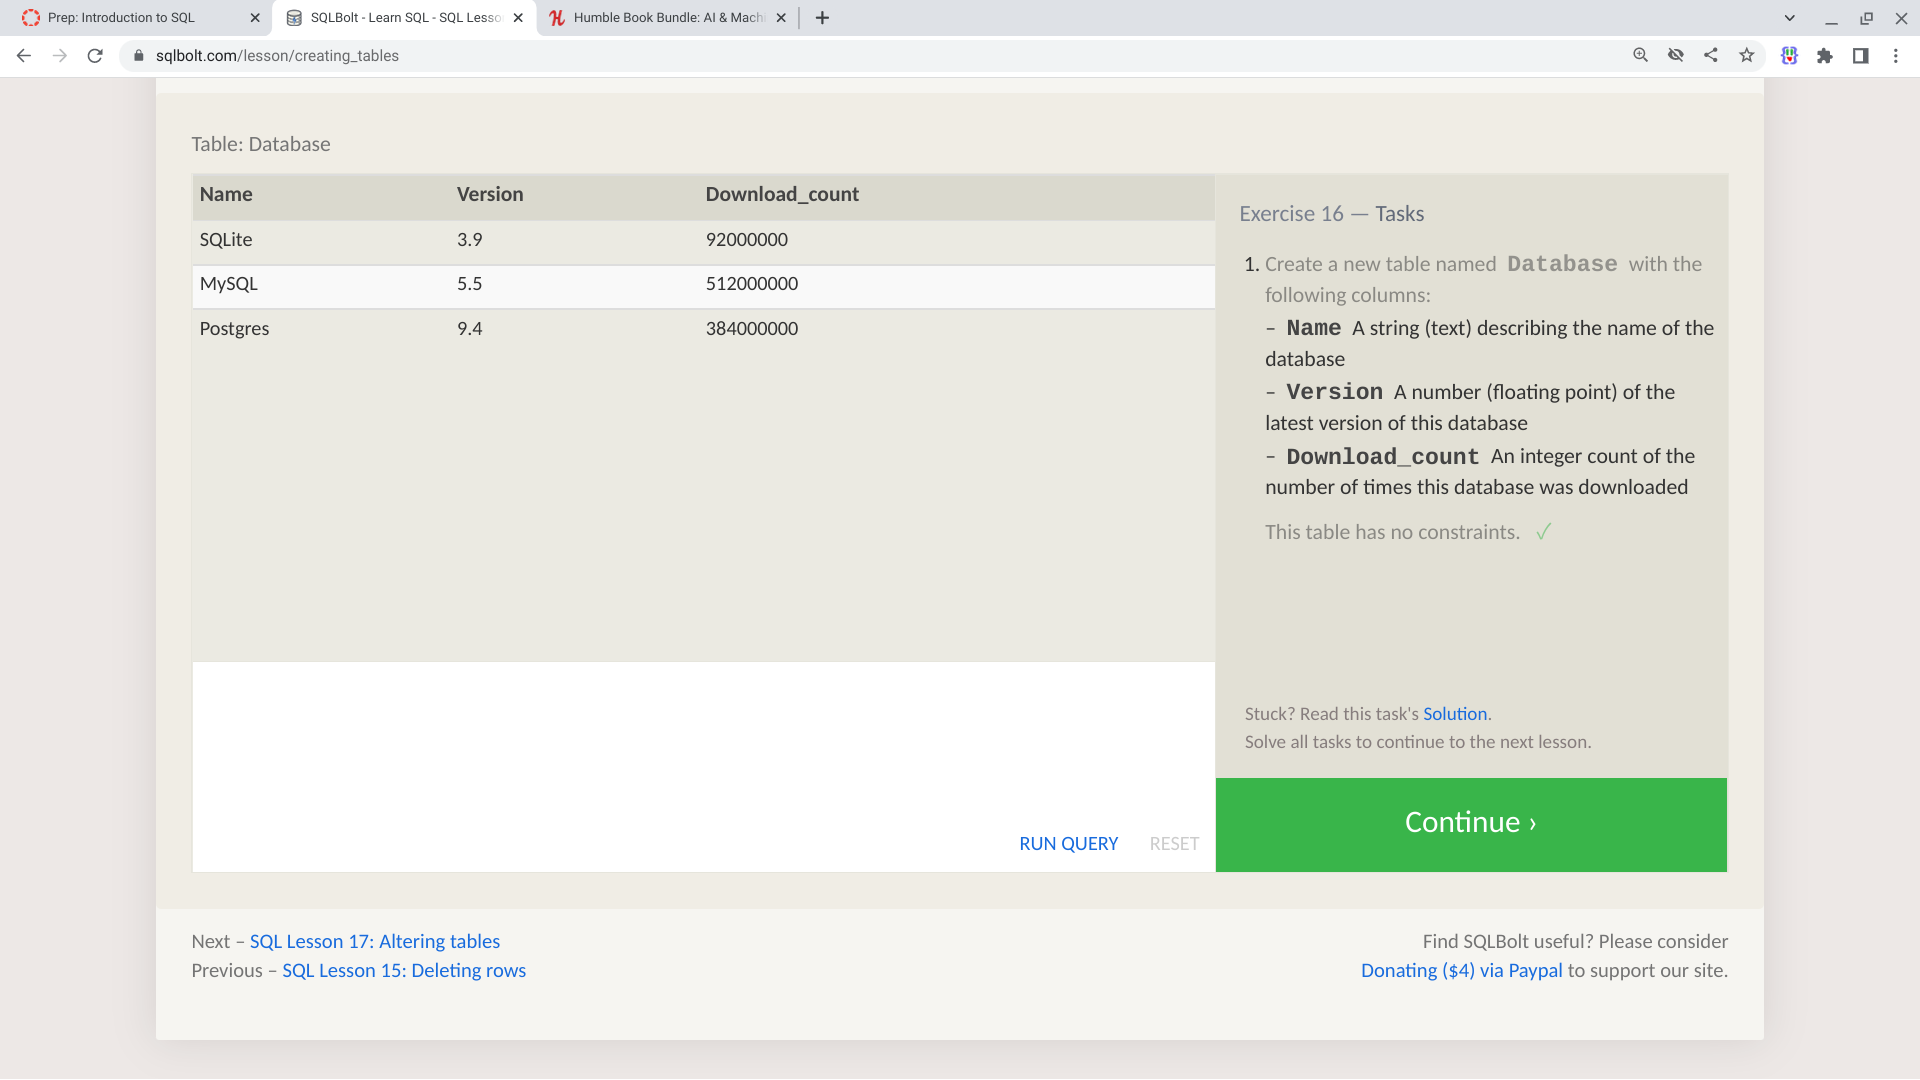 Prep: Introduction to SQL
SQLBolt - Learn SQL - SQL Lesso
Humble Book Bundle: AI & Machi
sqlbolt.com/lesson/creating_tables
Table: Database
Name Version Download_count
SQLite 3.9 92000000
MySQL 5.5 512000000
Postgres 9.4 384000000
Exercise 16 — Tasks
1. Create a new table named Database with the
following columns:
– Name A string (text) describing the name of the
database
– Version A number (floating point) of the
latest version of this database
– Download_count An integer count of the
number of times this database was downloaded
This table has no constraints. ✓
Stuck? Read this task's Solution.
Solve all tasks to continue to the next lesson.
RUN QUERY RESET
Continue ›
Next – SQL Lesson 17: Altering tables
Previous – SQL Lesson 15: Deleting rows
Find SQLBolt useful? Please consider
Donating ($4) via Paypal to support our site.